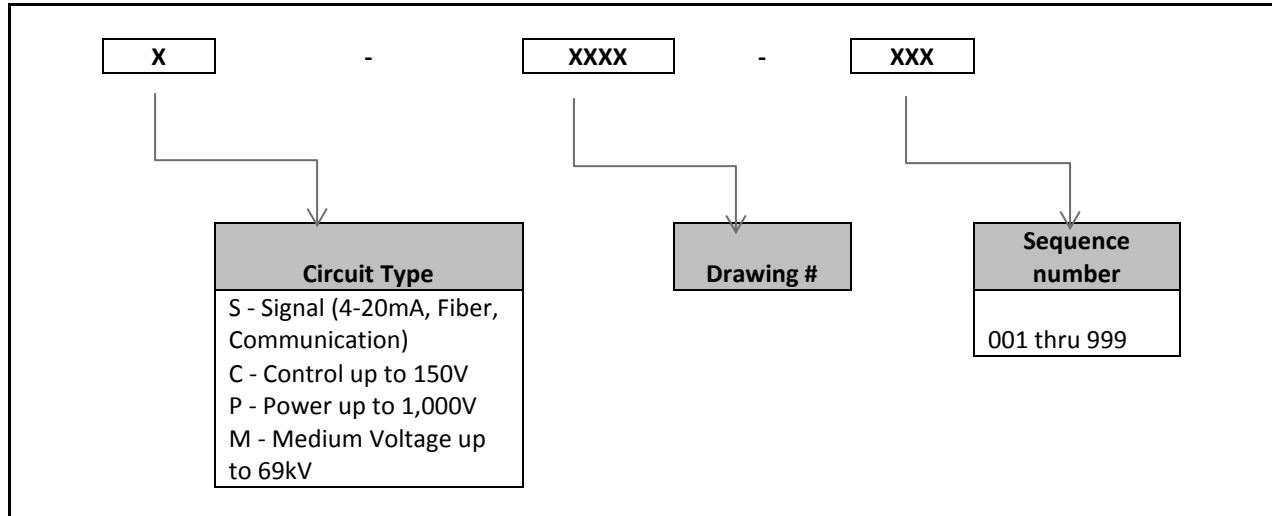 X - XXXX - XXX
Circuit Type
S - Signal (4-20mA, Fiber,
Communication)
C - Control up to 150V
P - Power up to 1,000V
M - Medium Voltage up
to 69kV
Drawing #
Sequence
number
001 thru 999